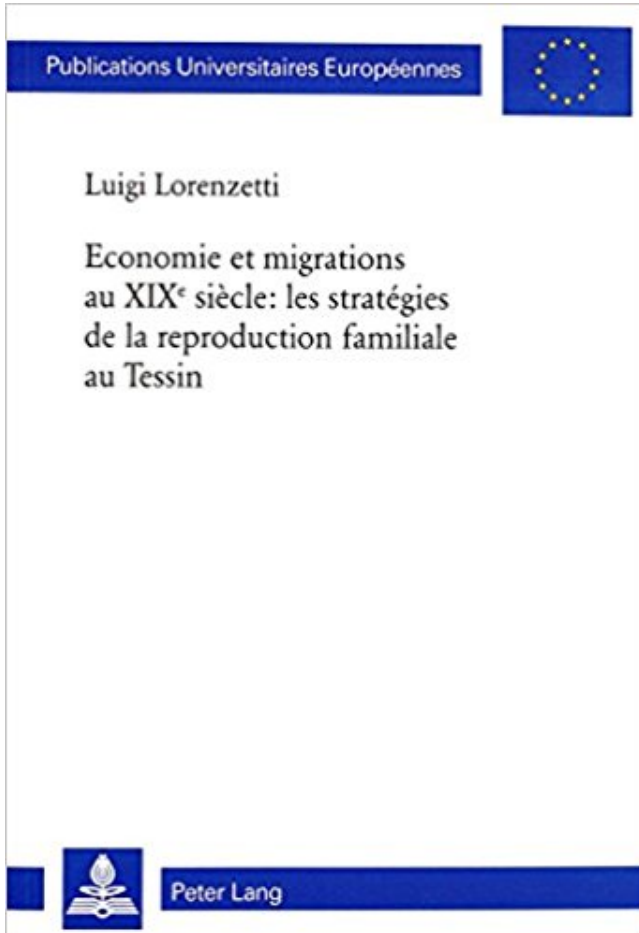 Publications Universitaires Européennes
Luigi Lorenzetti
Economie et migrations
au XIXᵉ siècle: les stratégies
de la reproduction familiale
au Tessin
Peter Lang